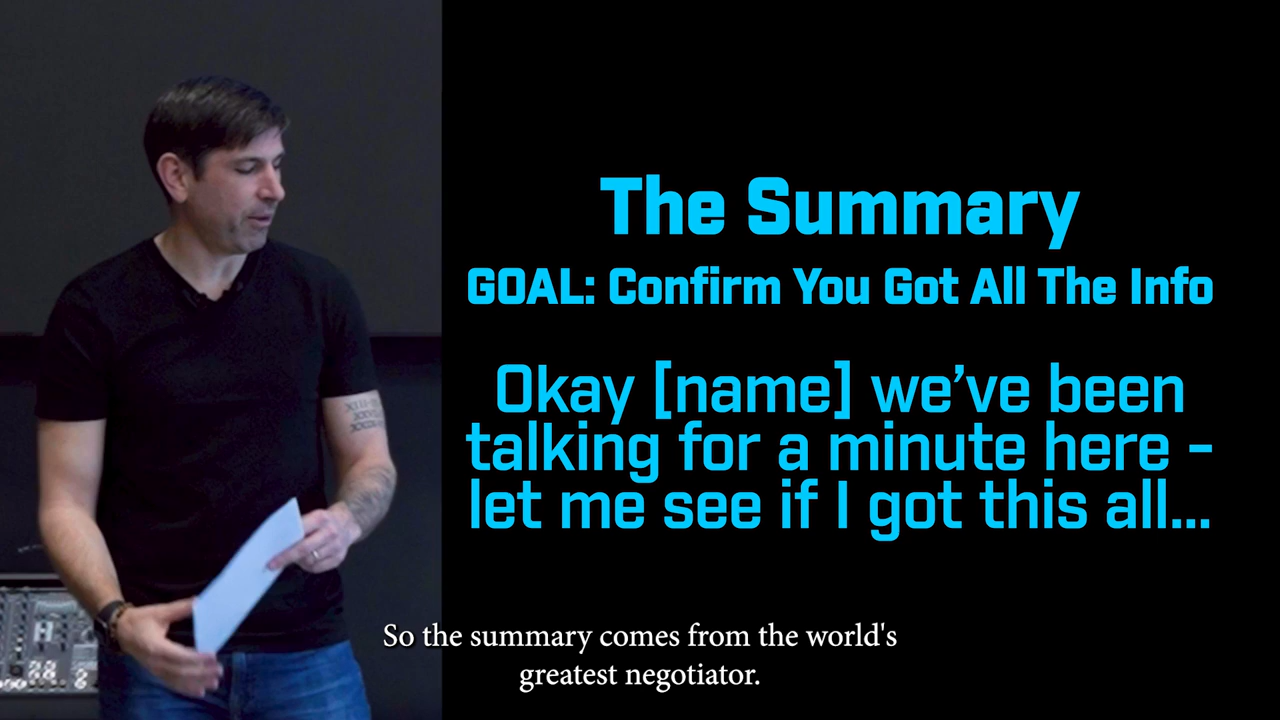 The Summary
GOAL: Confirm You Got All The Info
Okay [name] we’ve been
talking for a minute here -
let me see if I got this all...
So the summary comes from the world's
greatest negotiator.